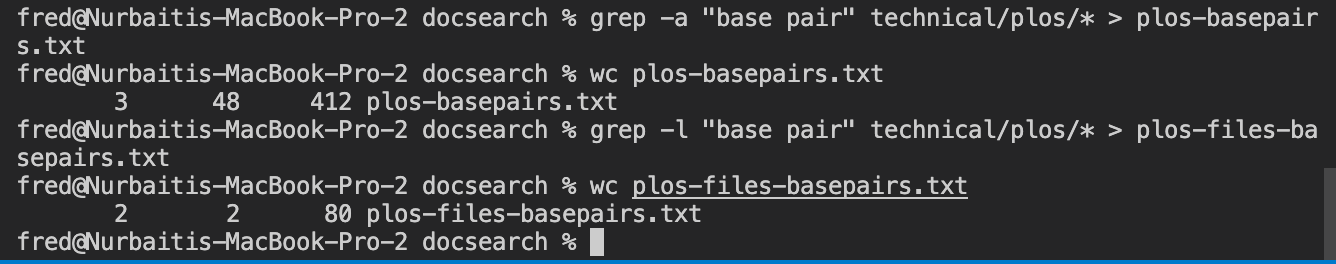 fred@Nurbaitis-MacBook-Pro-2 docsearch % grep -a "base pair" technical/plos/* > plos-basepair
s.txt
fred@Nurbaitis-MacBook-Pro-2 docsearch % wc plos-basepairs.txt
       3      48     412 plos-basepairs.txt
fred@Nurbaitis-MacBook-Pro-2 docsearch % grep -l "base pair" technical/plos/* > plos-files-ba
sepairs.txt
fred@Nurbaitis-MacBook-Pro-2 docsearch % wc plos-files-basepairs.txt
       2       2      80 plos-files-basepairs.txt
fred@Nurbaitis-MacBook-Pro-2 docsearch %